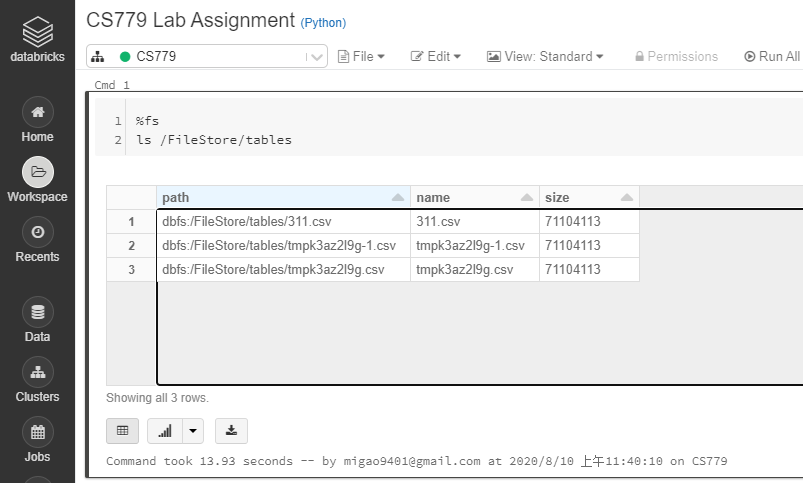 CS779 Lab Assignment (Python)
databricks
CS779 File Edit View: Standard Permissions Run All
Cmd 1
1 %fs
2 ls /FileStore/tables
Home
Workspace
Recents
Data
Clusters
Jobs
path name size
1 dbfs:/FileStore/tables/311.csv 311.csv 71104113
2 dbfs:/FileStore/tables/tmpk3az2l9g-1.csv tmpk3az2l9g-1.csv 71104113
3 dbfs:/FileStore/tables/tmpk3az2l9g.csv tmpk3az2l9g.csv 71104113
Showing all 3 rows.
Command took 13.93 seconds -- by migao9401@gmail.com at 2020/8/10 上午11:40:10 on CS779